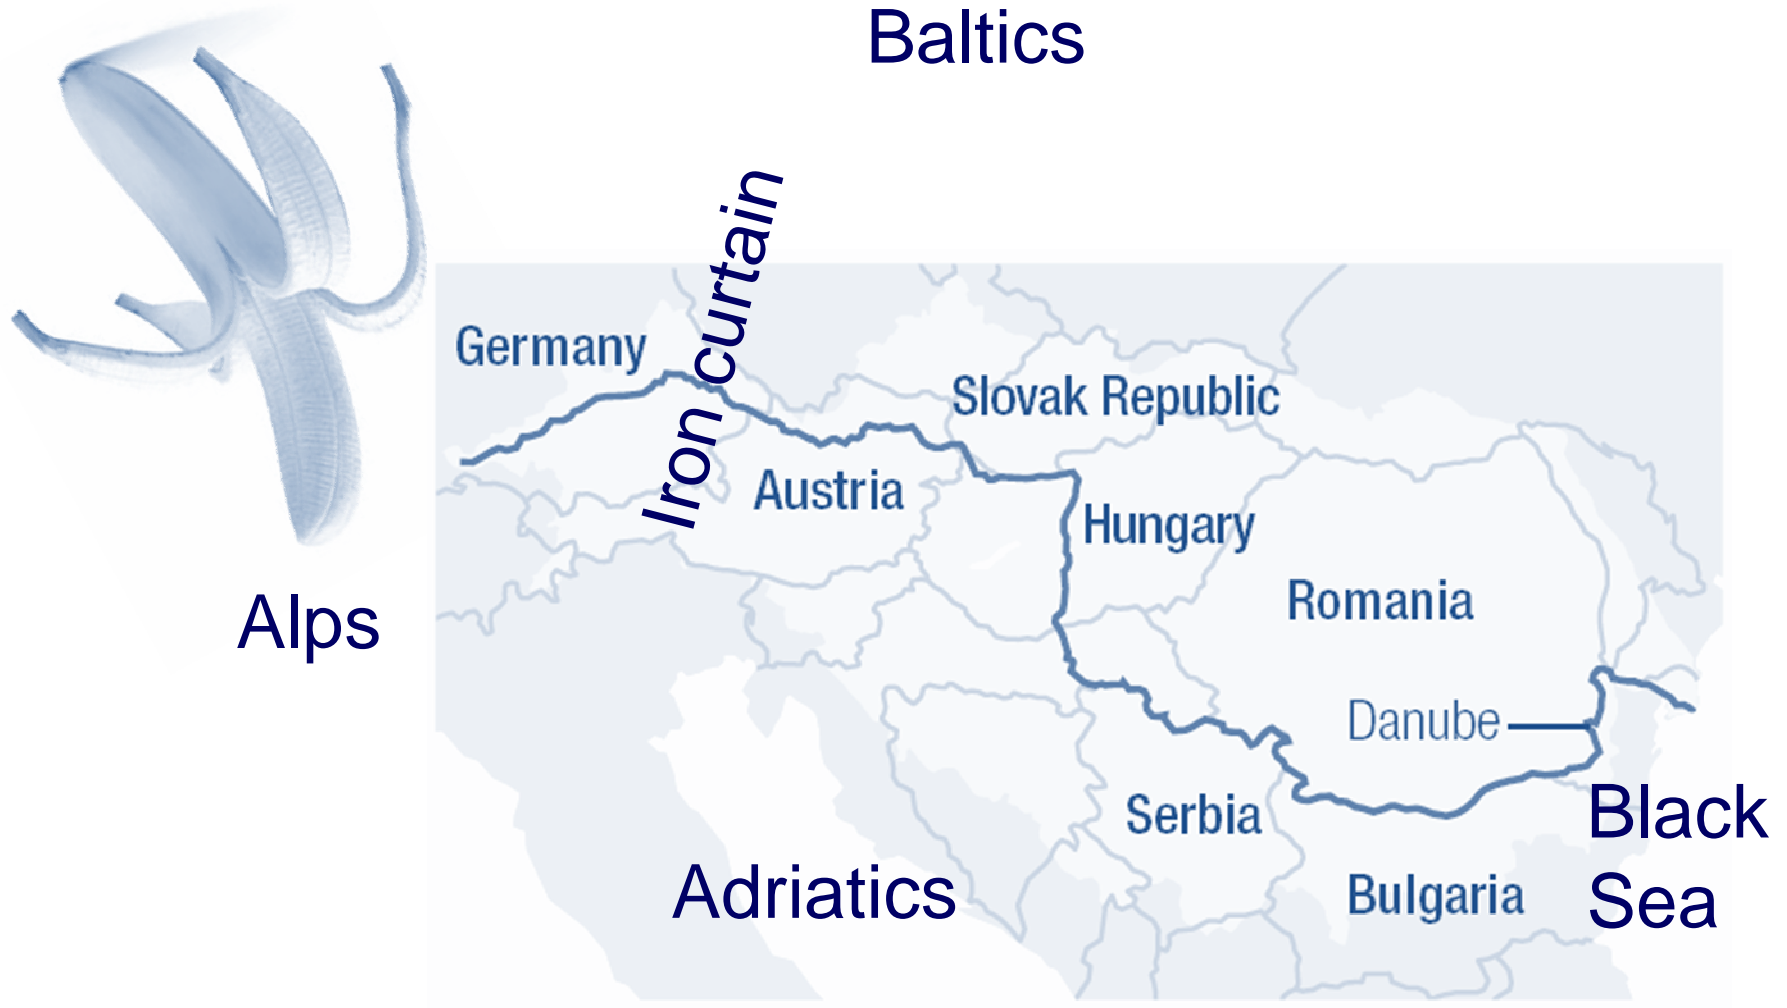 Baltics
Iron curtain
Germany
Slovak Republic
Austria
Hungary
Romania
Alps
Danube
Black
Sea
Serbia
Adriatics
Bulgaria